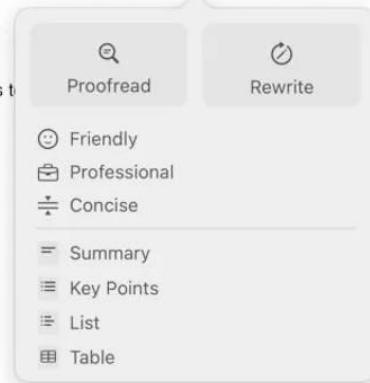 Proofread
Rewrite
Friendly
Professional
Concise
Summary
Key Points
List
Table